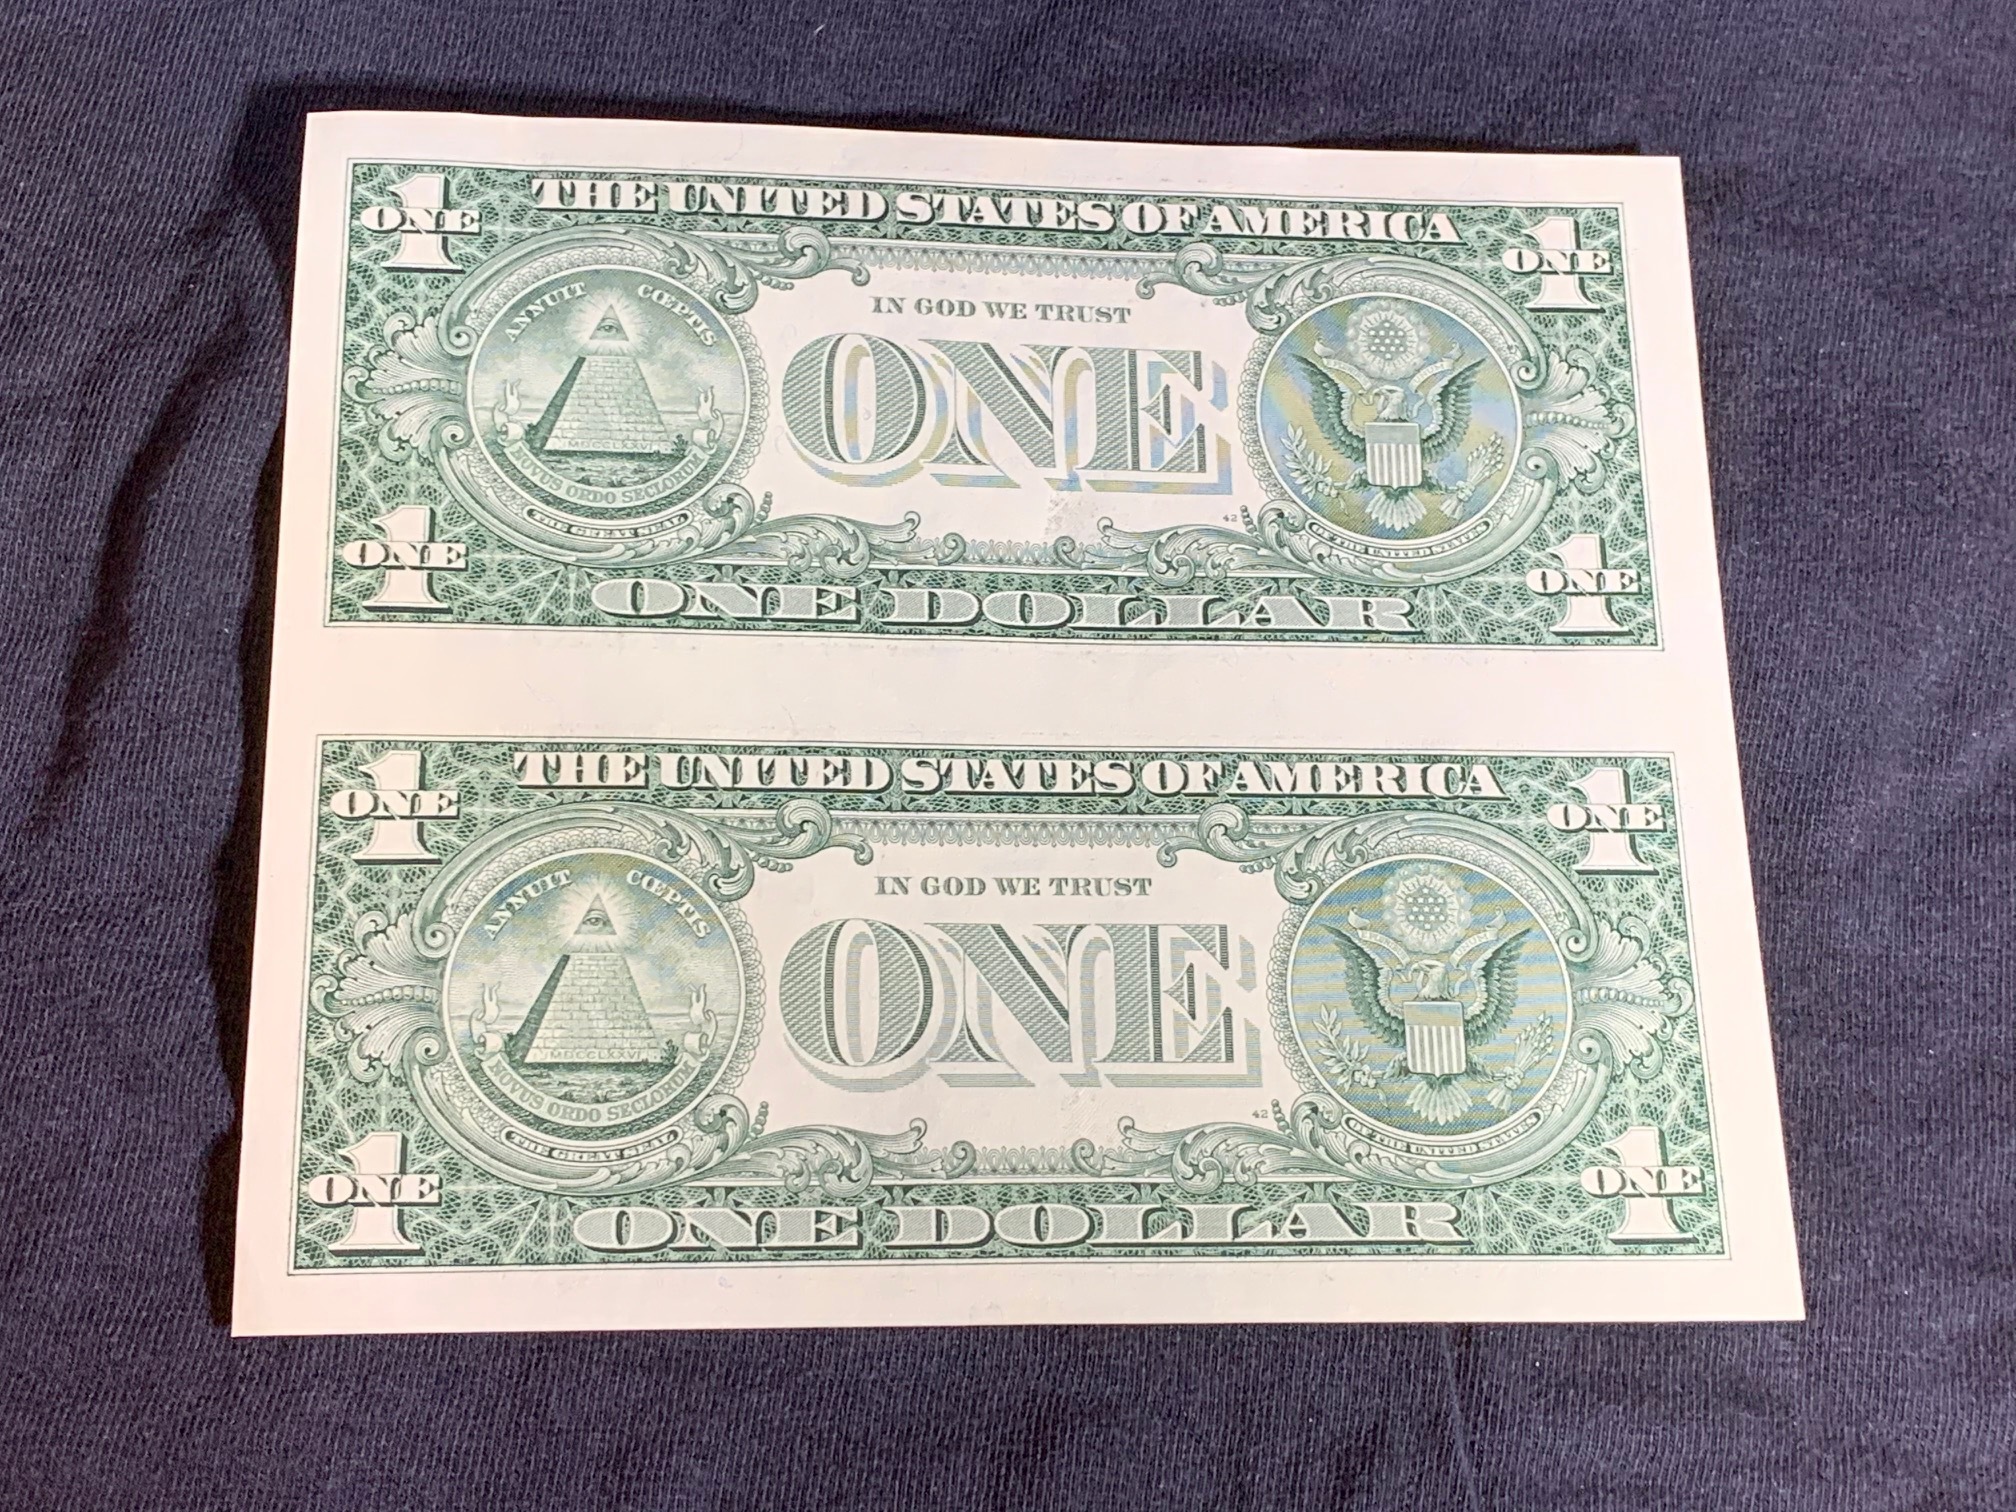 1 THE UNITED STATES OF AMERICA 1
ONE ONE
ANNUIT CŒPTIS
IN GOD WE TRUST
ONE
MDCCLXXVI
NOVUS ORDO SECLORUM
THE GREAT SEAL
OF THE UNITED STATES
42
1 1
ONE ONE
ONE DOLLAR
1 THE UNITED STATES OF AMERICA 1
ONE ONE
ANNUIT CŒPTIS
IN GOD WE TRUST
ONE
MDCCLXXVI
NOVUS ORDO SECLORUM
THE GREAT SEAL
OF THE UNITED STATES
42
1 1
ONE ONE
ONE DOLLAR